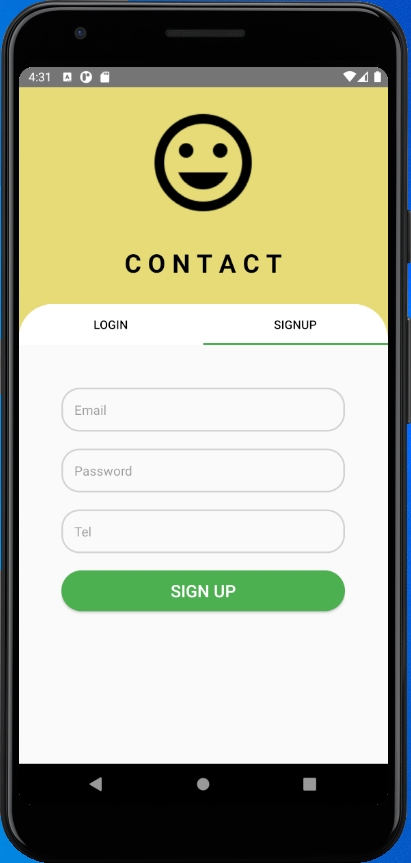 4:31
CONTACT
LOGIN SIGNUP
Email
Password
Tel
SIGN UP